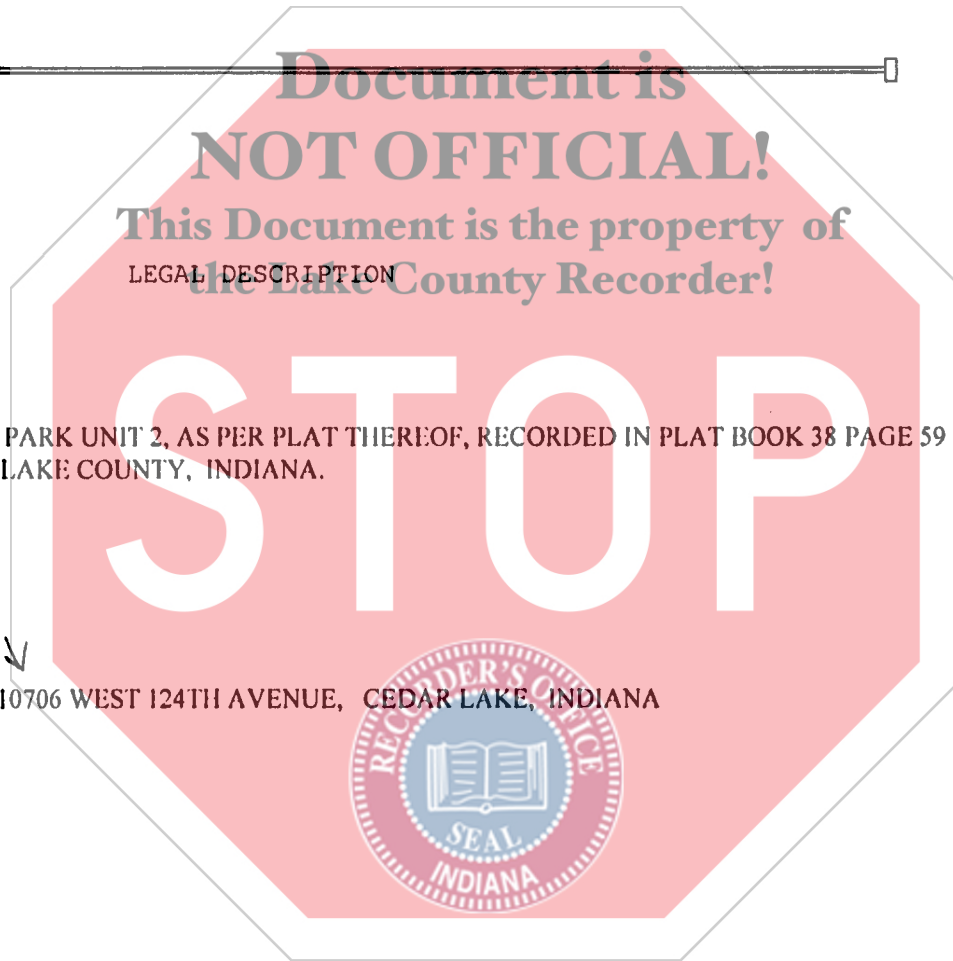 Document is
NOT OFFICIAL!
This Document is the property of
the Lake County Recorder!
LEGAL DESCRIPTION
STOP
PARK UNIT 2, AS PER PLAT THEREOF, RECORDED IN PLAT BOOK 38 PAGE 59
LAKE COUNTY, INDIANA.
10706 WEST 124TH AVENUE, CEDAR LAKE, INDIANA
RECORDER'S OFFICE
SEAL
INDIANA